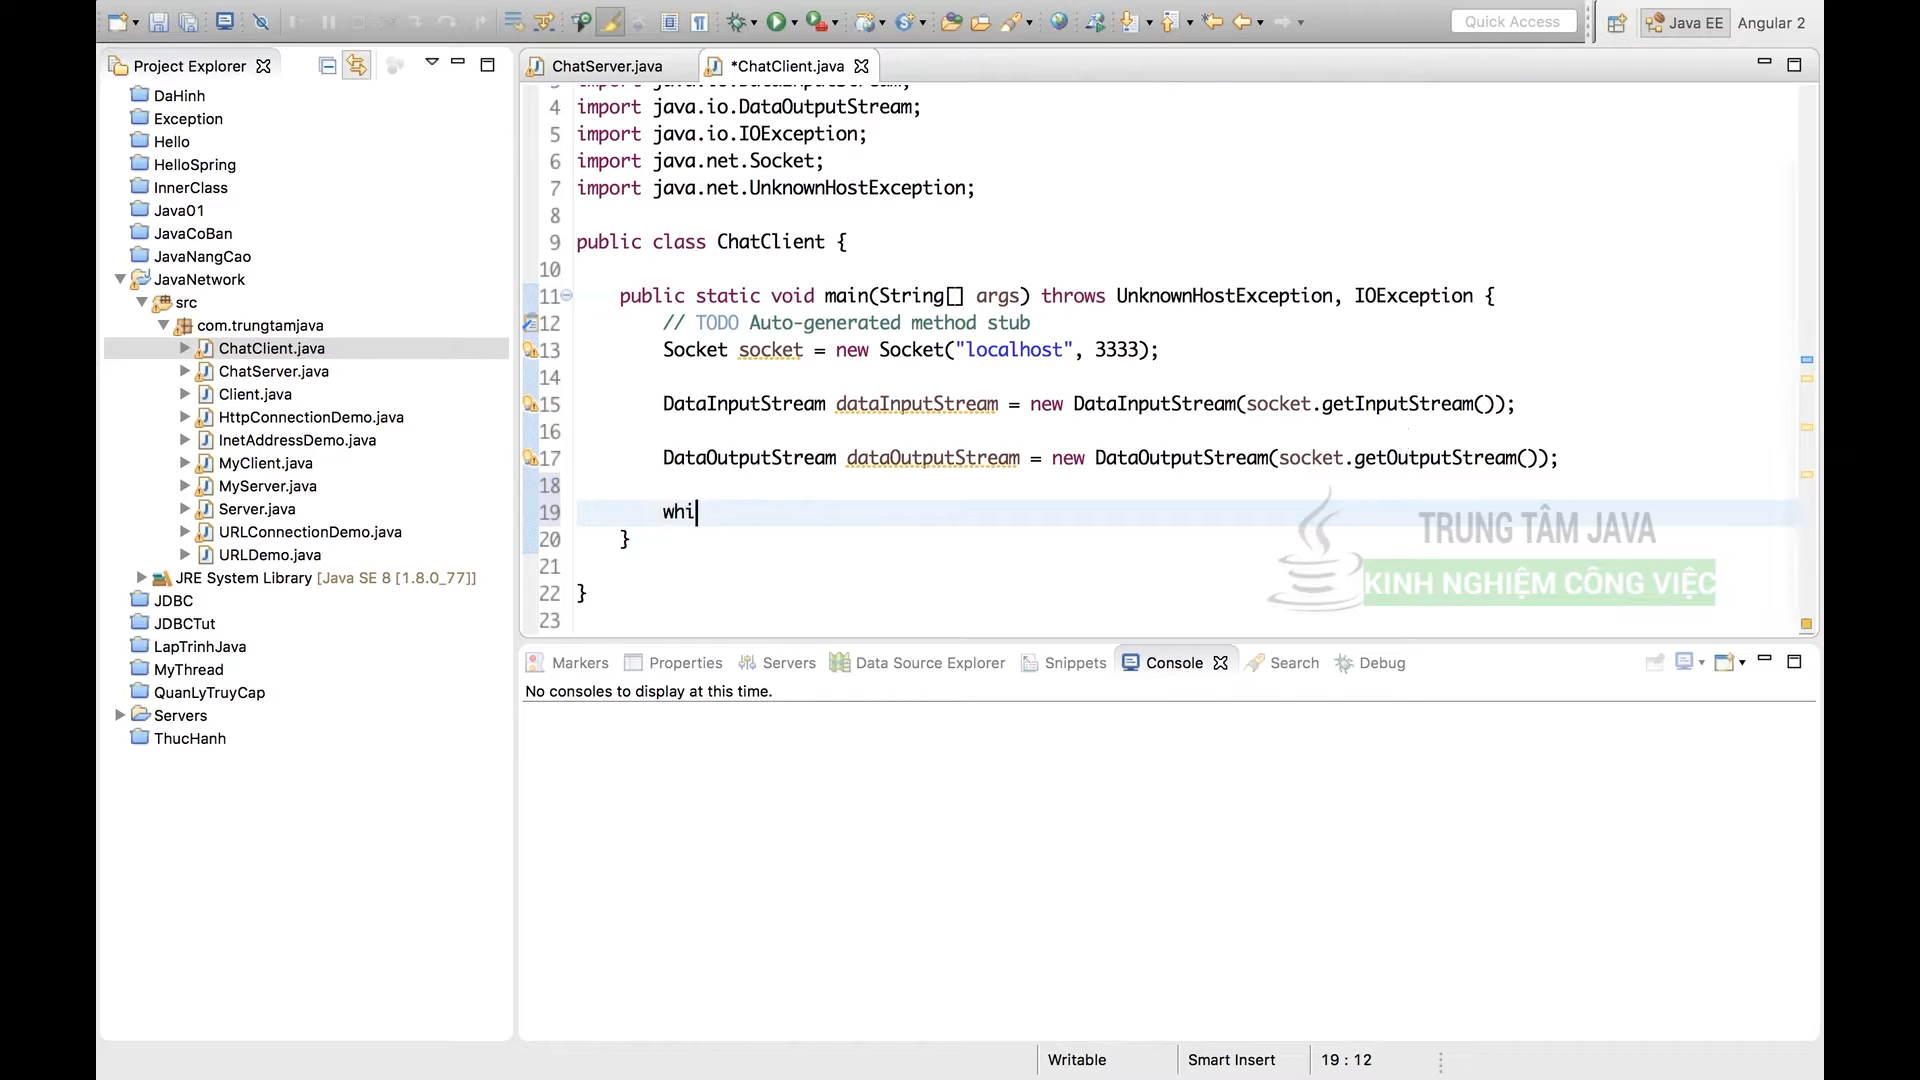 Quick Access
Java EE
Angular 2
Project Explorer
DaHinh
Exception
Hello
HelloSpring
InnerClass
Java01
JavaCoBan
JavaNangCao
JavaNetwork
src
com.trungtamjava
ChatClient.java
ChatServer.java
Client.java
HttpConnectionDemo.java
InetAddressDemo.java
MyClient.java
MyServer.java
Server.java
URLConnectionDemo.java
URLDemo.java
JRE System Library [Java SE 8 [1.8.0_77]]
JDBC
JDBCTut
LapTrinhJava
MyThread
QuanLyTruyCap
Servers
ThucHanh
ChatServer.java
*ChatClient.java
3 import java.io.DataInputStream;
4 import java.io.DataOutputStream;
5 import java.io.IOException;
6 import java.net.Socket;
7 import java.net.UnknownHostException;
8
9 public class ChatClient {
10
11 public static void main(String[] args) throws UnknownHostException, IOException {
12 // TODO Auto-generated method stub
13 Socket socket = new Socket("localhost", 3333);
14
15 DataInputStream dataInputStream = new DataInputStream(socket.getInputStream());
16
17 DataOutputStream dataOutputStream = new DataOutputStream(socket.getOutputStream());
18
19 whi
20 }
21
22 }
23
TRUNG TÂM JAVA
KINH NGHIỆM CÔNG VIỆC
Markers
Properties
Servers
Data Source Explorer
Snippets
Console
Search
Debug
No consoles to display at this time.
Writable
Smart Insert
19 : 12